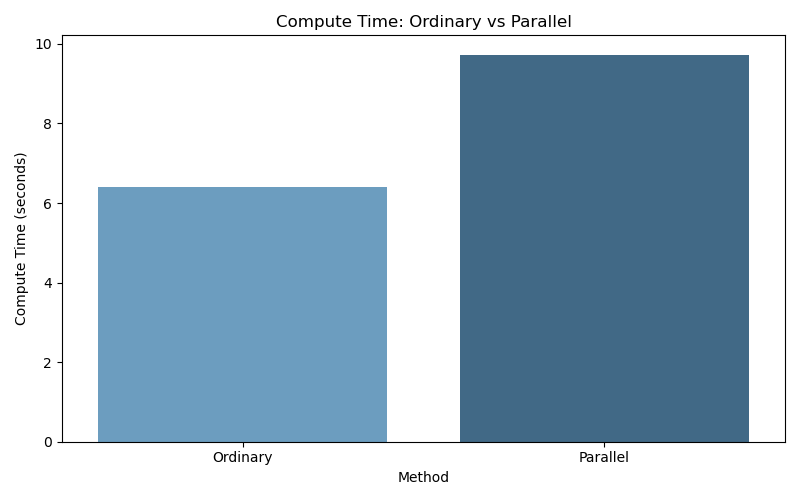 Compute Time: Ordinary vs Parallel
10
8
6
4
2
0
Compute Time (seconds)
Ordinary
Parallel
Method